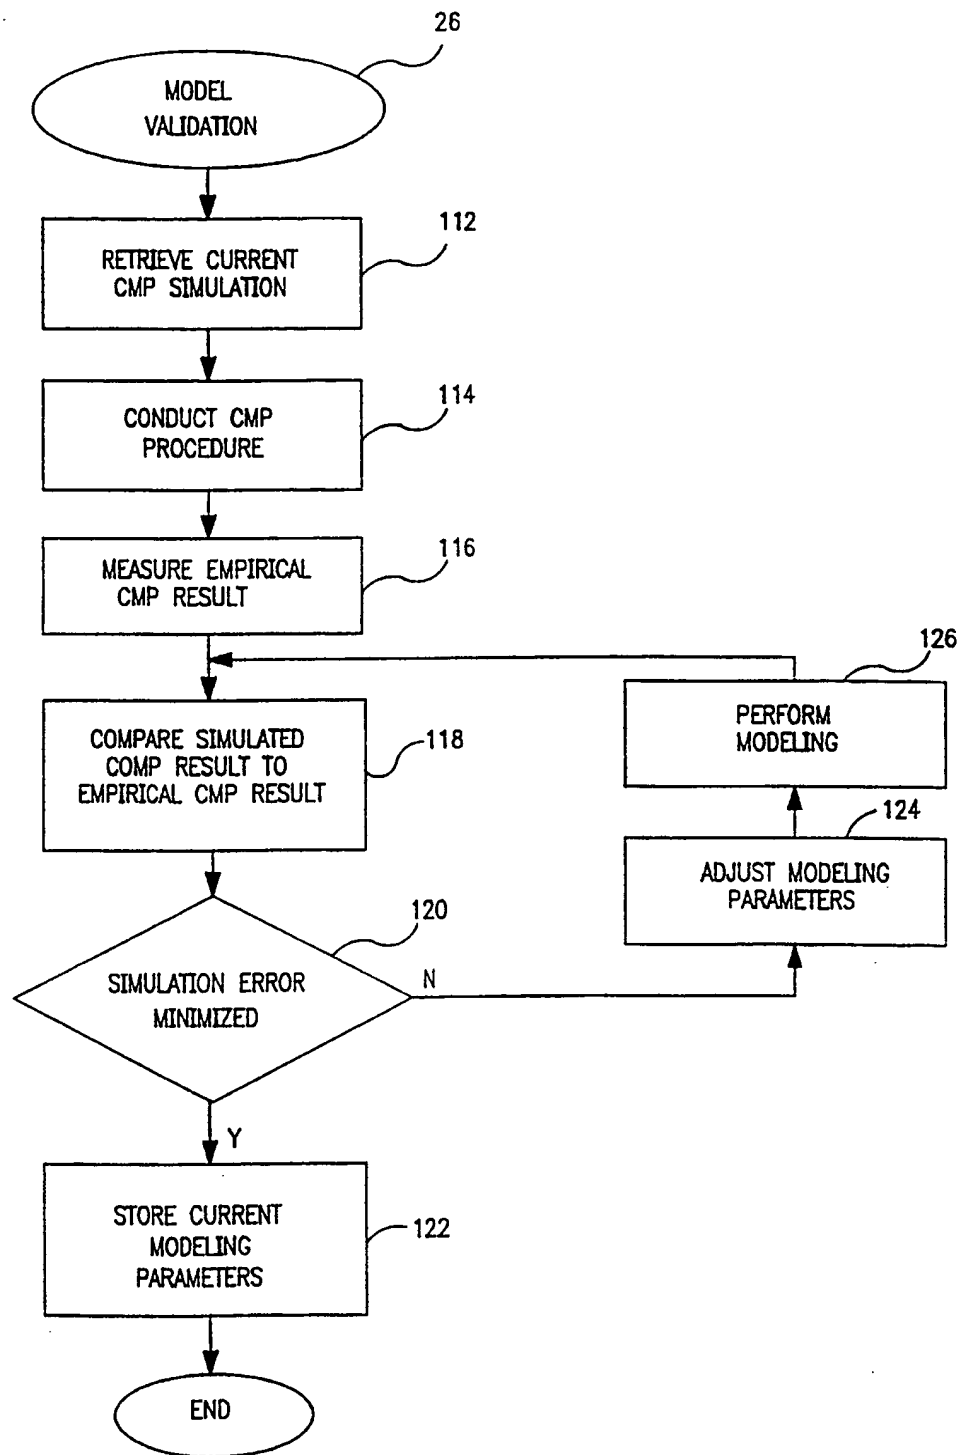 26
MODEL
VALIDATION
112
RETRIEVE CURRENT
CMP SIMULATION
114
CONDUCT CMP
PROCEDURE
116
MEASURE EMPIRICAL
CMP RESULT
126
PERFORM
MODELING
118
COMPARE SIMULATED
COMP RESULT TO
EMPIRICAL CMP RESULT
124
ADJUST MODELING
PARAMETERS
120
SIMULATION ERROR
MINIMIZED
N
Y
STORE CURRENT
MODELING
PARAMETERS
122
END